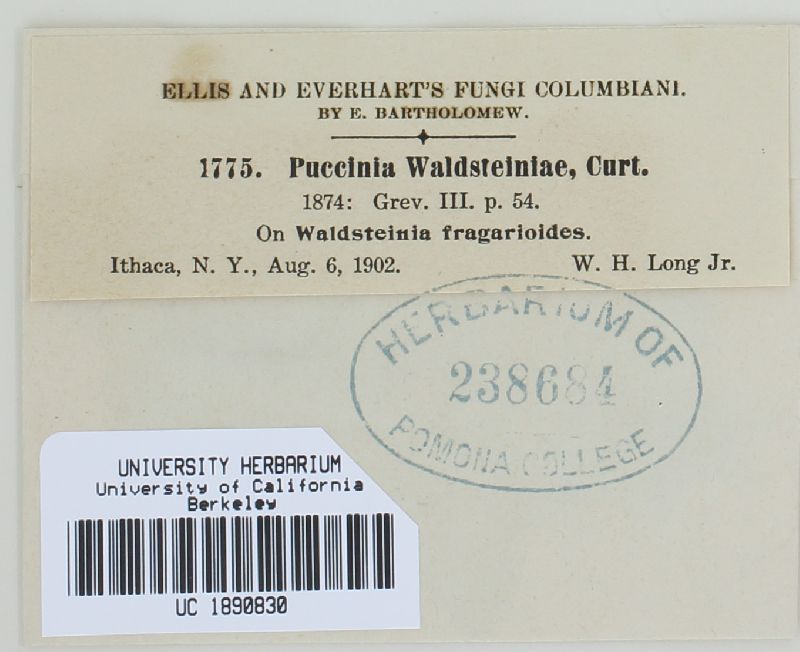 ELLIS AND EVERHART'S FUNGI COLUMBIANI.
BY E. BARTHOLOMEW.
1775. Puccinia Waldsteiniae, Curt.
1874: Grev. III. p. 54.
On Waldsteinia fragarioides.
Ithaca, N. Y., Aug. 6, 1902. W. H. Long Jr.
HERBARIUM OF
238684
POMONA COLLEGE
UNIVERSITY HERBARIUM
University of California
Berkeley
UC 1890830